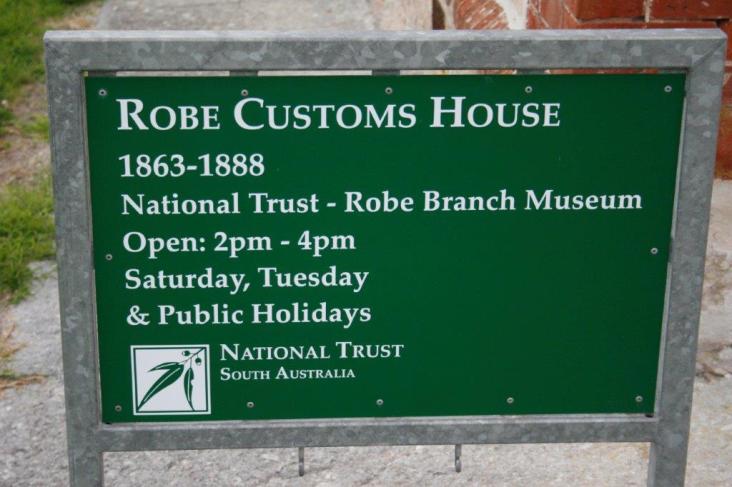 Robe Customs House
1863-1888
National Trust - Robe Branch Museum
Open: 2pm - 4pm
Saturday, Tuesday
& Public Holidays
National Trust
South Australia